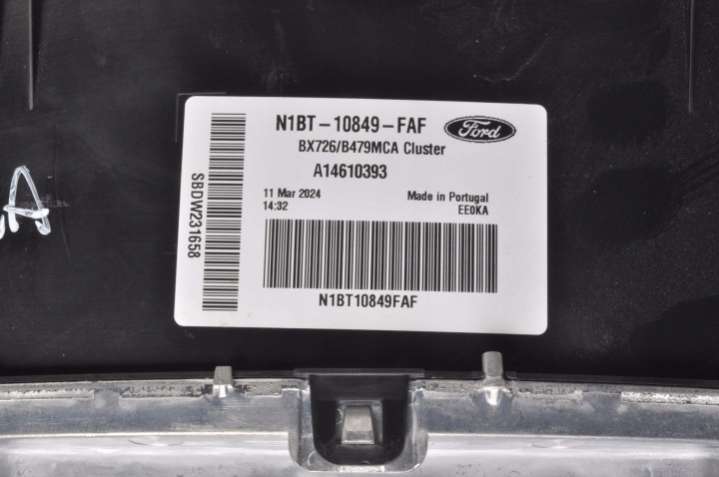 N1BT-10849-FAF
Ford
BX726/B479MCA Cluster
A14610393
11 Mar 2024
14:32
Made in Portugal
EE0KA
N1BT10849FAF
SBDW231658